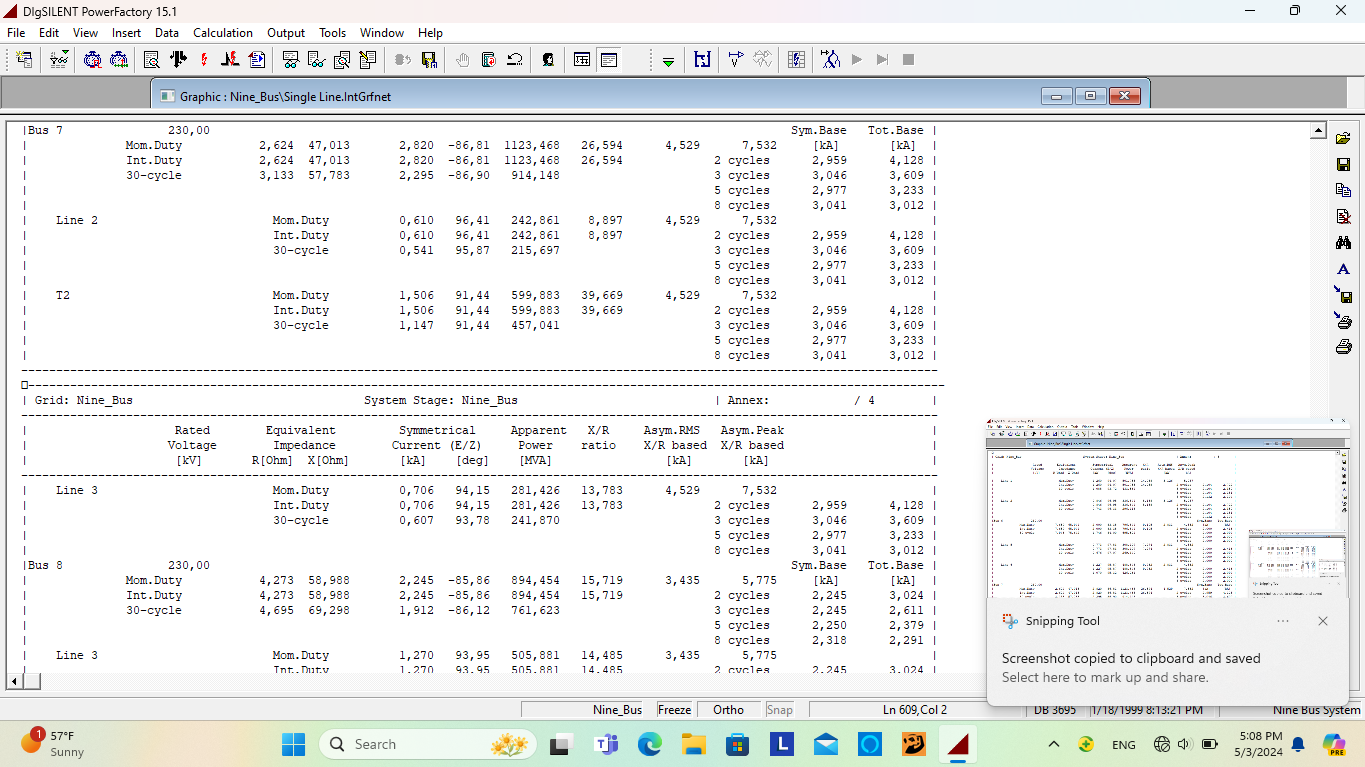 DIgSILENT PowerFactory 15.1
File Edit View Insert Data Calculation Output Tools Window Help
Graphic : Nine_Bus\Single Line.IntGrfnet
|Bus 7 230,00 Sym.Base Tot.Base |
| Mom.Duty 2,624 47,013 2,820 -86,81 1123,468 26,594 4,529 7,532 [kA] [kA] |
| Int.Duty 2,624 47,013 2,820 -86,81 1123,468 26,594 2 cycles 2,959 4,128 |
| 30-cycle 3,133 57,783 2,295 -86,90 914,148 3 cycles 3,046 3,609 |
| 5 cycles 2,977 3,233 |
| 8 cycles 3,041 3,012 |
| Line 2 Mom.Duty 0,610 96,41 242,861 8,897 4,529 7,532 |
| Int.Duty 0,610 96,41 242,861 8,897 2 cycles 2,959 4,128 |
| 30-cycle 0,541 95,87 215,697 3 cycles 3,046 3,609 |
| 5 cycles 2,977 3,233 |
| 8 cycles 3,041 3,012 |
| T2 Mom.Duty 1,506 91,44 599,883 39,669 4,529 7,532 |
| Int.Duty 1,506 91,44 599,883 39,669 2 cycles 2,959 4,128 |
| 30-cycle 1,147 91,44 457,041 3 cycles 3,046 3,609 |
| 5 cycles 2,977 3,233 |
| 8 cycles 3,041 3,012 |
| Grid: Nine_Bus System Stage: Nine_Bus | Annex: / 4 |
| Rated Equivalent Symmetrical Apparent X/R Asym.RMS Asym.Peak |
| Voltage Impedance Current (E/Z) Power ratio X/R based X/R based |
| [kV] R[Ohm] X[Ohm] [kA] [deg] [MVA] [kA] [kA] |
| Line 3 Mom.Duty 0,706 94,15 281,426 13,783 4,529 7,532 |
| Int.Duty 0,706 94,15 281,426 13,783 2 cycles 2,959 4,128 |
| 30-cycle 0,607 93,78 241,870 3 cycles 3,046 3,609 |
| 5 cycles 2,977 3,233 |
| 8 cycles 3,041 3,012 |
|Bus 8 230,00 Sym.Base Tot.Base |
| Mom.Duty 4,273 58,988 2,245 -85,86 894,454 15,719 3,435 5,775 [kA] [kA] |
| Int.Duty 4,273 58,988 2,245 -85,86 894,454 15,719 2 cycles 2,245 3,024 |
| 30-cycle 4,695 69,298 1,912 -86,12 761,623 3 cycles 2,245 2,611 |
| 5 cycles 2,250 2,379 |
| 8 cycles 2,318 2,291 |
| Line 3 Mom.Duty 1,270 93,95 505,881 14,485 3,435 5,775 |
| Int.Duty 1,270 93,95 505,881 14,485 2 cycles 2,245 3,024 |
Snipping Tool
Screenshot copied to clipboard and saved
Select here to mark up and share.
Nine_Bus Freeze Ortho Snap Ln 609,Col 2 DB 3695 1/18/1999 8:13:21 PM Nine Bus System
1
57°F
Sunny
Search
ENG
5:08 PM
5/3/2024
PRE